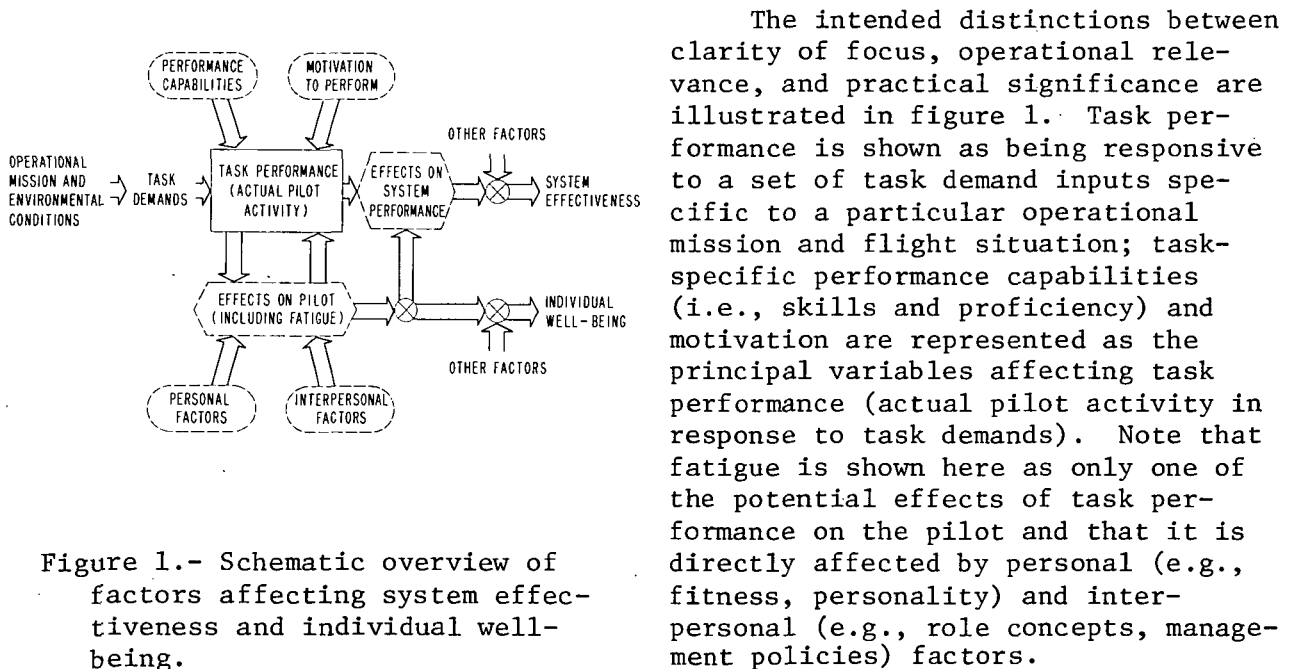 PERFORMANCE
CAPABILITIES
MOTIVATION
TO PERFORM
OTHER FACTORS
OPERATIONAL
MISSION AND
ENVIRONMENTAL
CONDITIONS
TASK
DEMANDS
TASK PERFORMANCE
(ACTUAL PILOT
ACTIVITY)
EFFECTS ON
SYSTEM
PERFORMANCE
SYSTEM
EFFECTIVENESS
EFFECTS ON PILOT
(INCLUDING FATIGUE)
INDIVIDUAL
WELL-BEING
OTHER FACTORS
PERSONAL
FACTORS
INTERPERSONAL
FACTORS
Figure 1.- Schematic overview of
factors affecting system effec-
tiveness and individual well-
being.
The intended distinctions between
clarity of focus, operational rele-
vance, and practical significance are
illustrated in figure 1. Task per-
formance is shown as being responsive
to a set of task demand inputs spe-
cific to a particular operational
mission and flight situation; task-
specific performance capabilities
(i.e., skills and proficiency) and
motivation are represented as the
principal variables affecting task
performance (actual pilot activity in
response to task demands). Note that
fatigue is shown here as only one of
the potential effects of task per-
formance on the pilot and that it is
directly affected by personal (e.g.,
fitness, personality) and inter-
personal (e.g., role concepts, manage-
ment policies) factors.